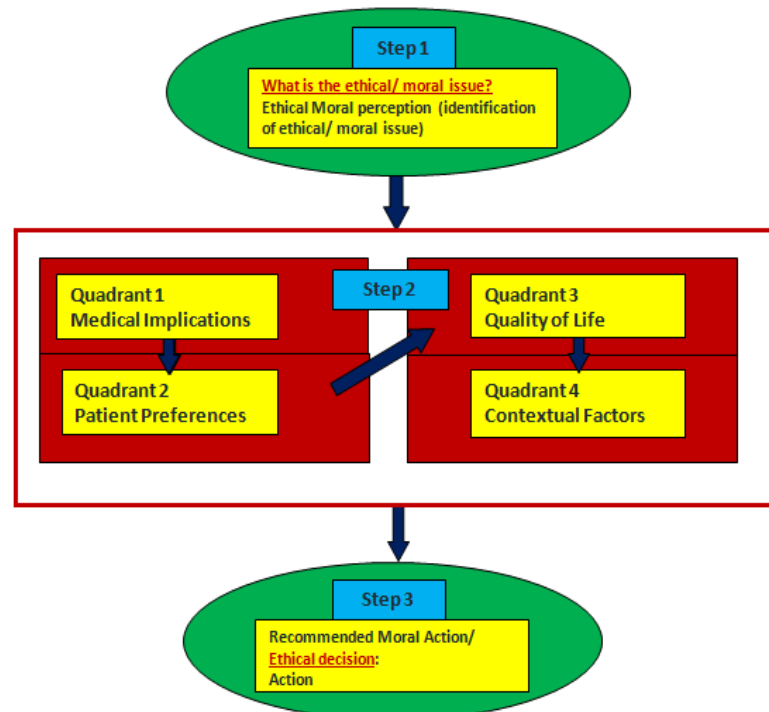 Step 1
What is the ethical/ moral issue?
Ethical Moral perception (identification
of ethical/ moral issue)
Step 2
Quadrant 1
Medical Implications
Quadrant 2
Patient Preferences
Quadrant 3
Quality of Life
Quadrant 4
Contextual Factors
Step 3
Recommended Moral Action/
Ethical decision:
Action